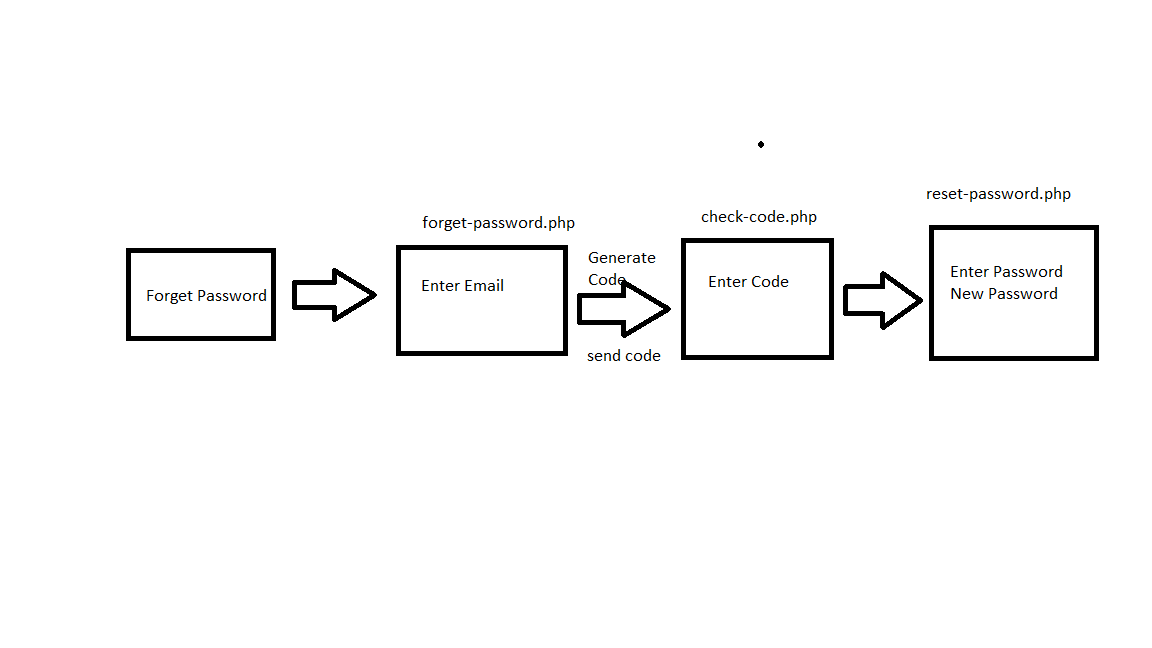 Forget Password
forget-password.php
Enter Email
Generate
Code
send code
check-code.php
Enter Code
reset-password.php
Enter Password
New Password